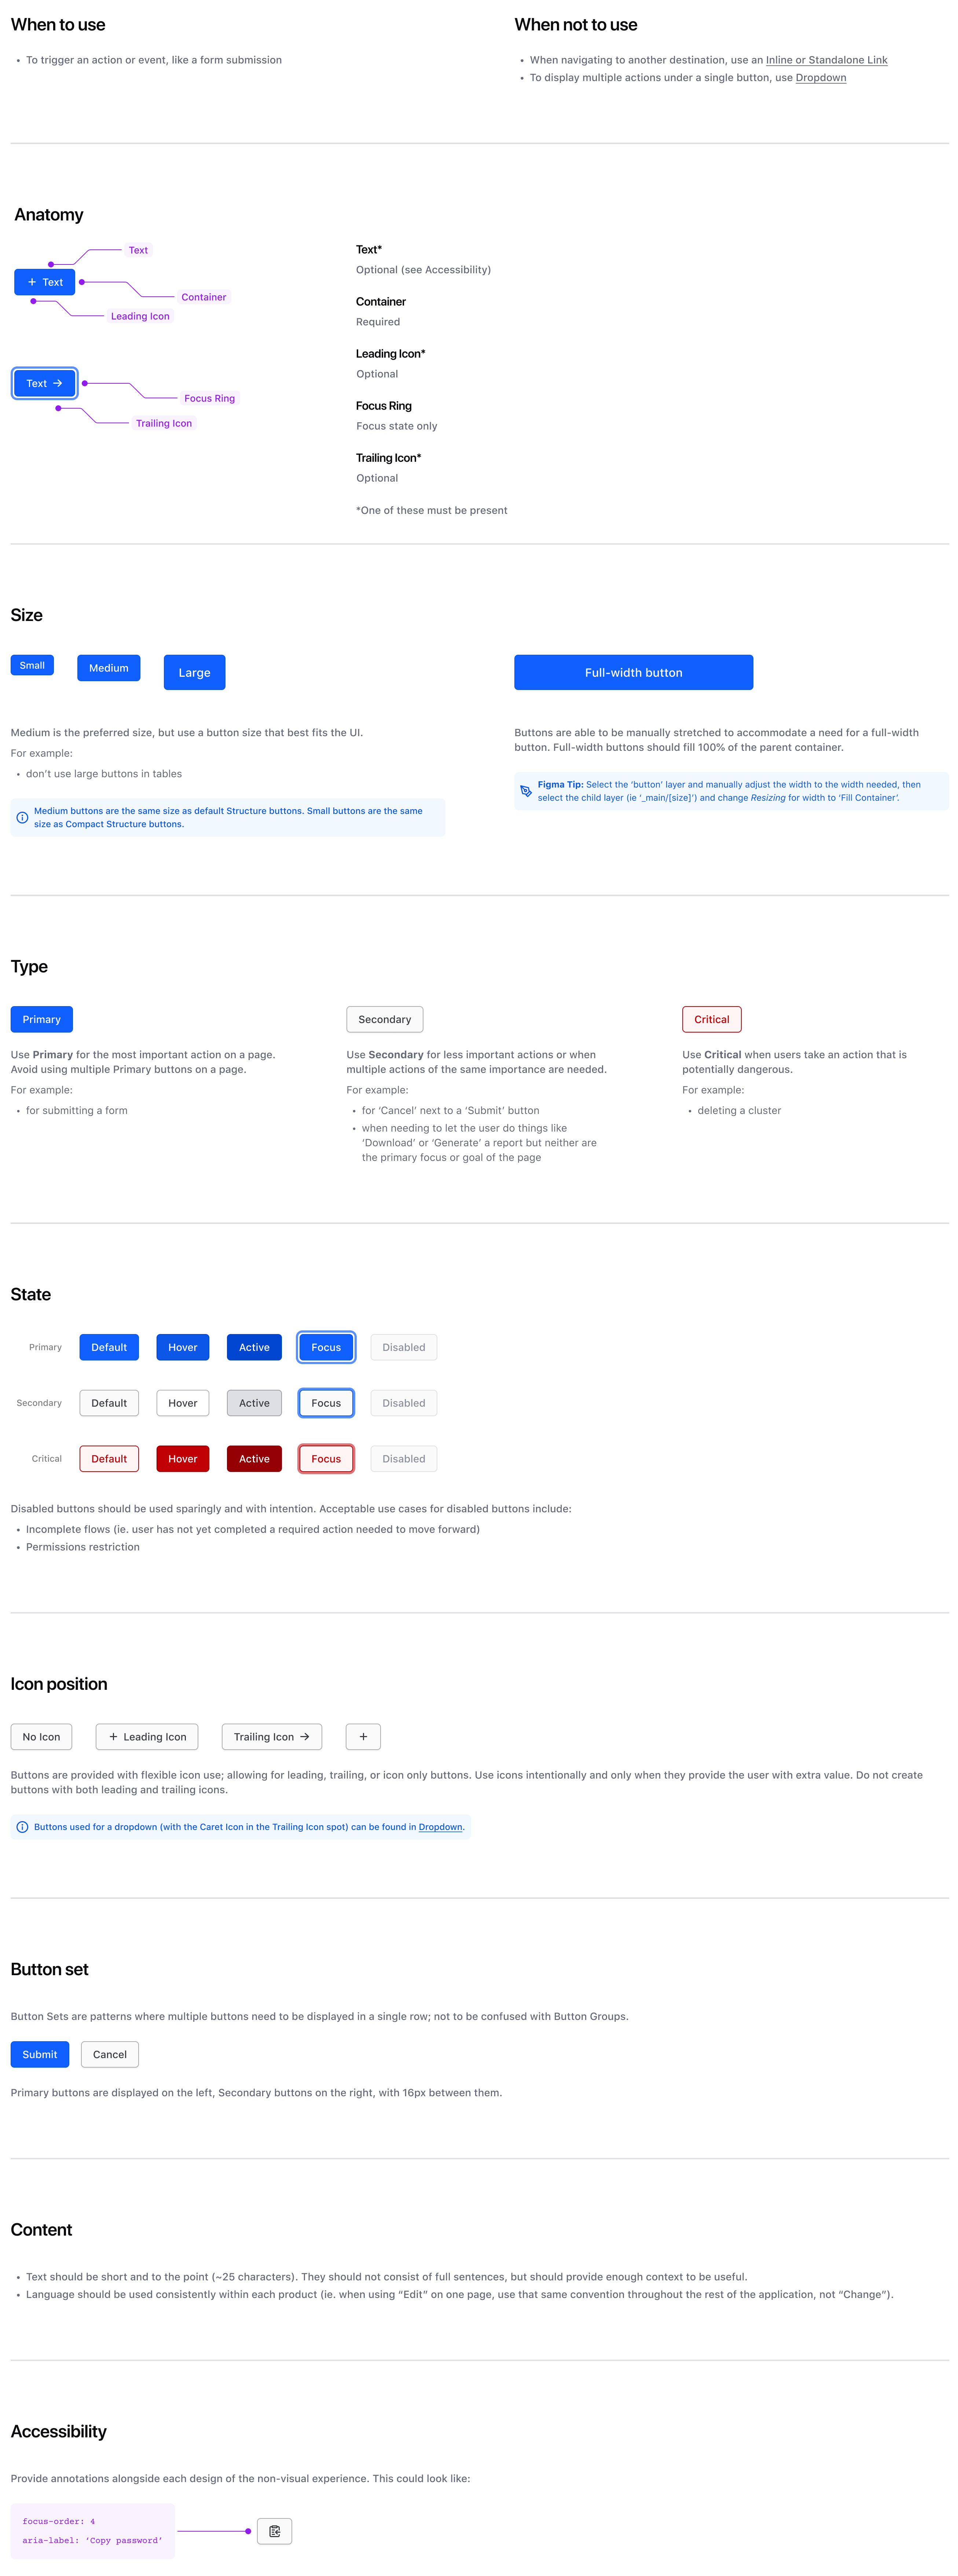 When to use
To trigger an action or event, like a form submission
When not to use
When navigating to another destination, use an Inline or Standalone Link
To display multiple actions under a single button, use Dropdown
Anatomy
Text
+ Text
Container
Leading Icon
Text →
Focus Ring
Trailing Icon
Text*
Optional (see Accessibility)
Container
Required
Leading Icon*
Optional
Focus Ring
Focus state only
Trailing Icon*
Optional
*One of these must be present
Size
Small
Medium
Large
Medium is the preferred size, but use a button size that best fits the UI.
For example:
don’t use large buttons in tables
Medium buttons are the same size as default Structure buttons. Small buttons are the same
size as Compact Structure buttons.
Full-width button
Buttons are able to be manually stretched to accommodate a need for a full-width
button. Full-width buttons should fill 100% of the parent container.
Figma Tip: Select the ‘button’ layer and manually adjust the width to the width needed, then
select the child layer (ie ‘_main/[size]’) and change Resizing for width to ‘Fill Container’.
Type
Primary
Use Primary for the most important action on a page.
Avoid using multiple Primary buttons on a page.
For example:
for submitting a form
Secondary
Use Secondary for less important actions or when
multiple actions of the same importance are needed.
For example:
for ‘Cancel’ next to a ‘Submit’ button
when needing to let the user do things like
‘Download’ or ‘Generate’ a report but neither are
the primary focus or goal of the page
Critical
Use Critical when users take an action that is
potentially dangerous.
For example:
deleting a cluster
State
Primary Default Hover Active Focus Disabled
Secondary Default Hover Active Focus Disabled
Critical Default Hover Active Focus Disabled
Disabled buttons should be used sparingly and with intention. Acceptable use cases for disabled buttons include:
Incomplete flows (ie. user has not yet completed a required action needed to move forward)
Permissions restriction
Icon position
No Icon
+ Leading Icon
Trailing Icon →
+
Buttons are provided with flexible icon use; allowing for leading, trailing, or icon only buttons. Use icons intentionally and only when they provide the user with extra value. Do not create
buttons with both leading and trailing icons.
Buttons used for a dropdown (with the Caret Icon in the Trailing Icon spot) can be found in Dropdown.
Button set
Button Sets are patterns where multiple buttons need to be displayed in a single row; not to be confused with Button Groups.
Submit
Cancel
Primary buttons are displayed on the left, Secondary buttons on the right, with 16px between them.
Content
Text should be short and to the point (~25 characters). They should not consist of full sentences, but should provide enough context to be useful.
Language should be used consistently within each product (ie. when using “Edit” on one page, use that same convention throughout the rest of the application, not “Change”).
Accessibility
Provide annotations alongside each design of the non-visual experience. This could look like:
focus-order: 4
aria-label: ‘Copy password’